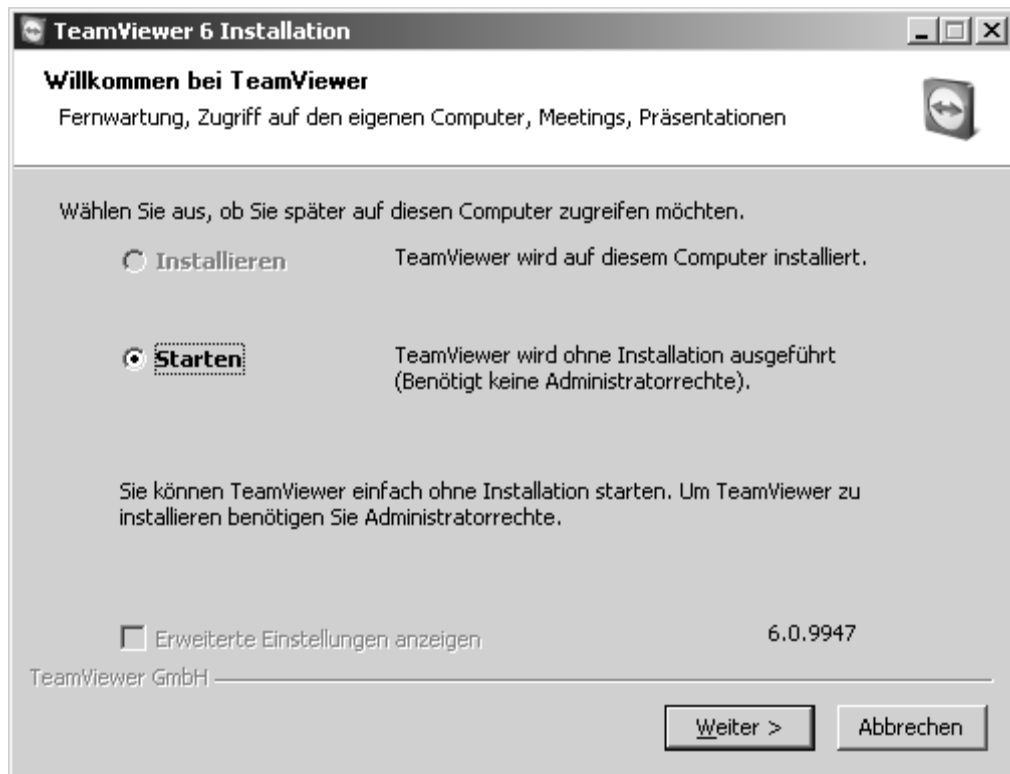 TeamViewer 6 Installation
Willkommen bei TeamViewer
Fernwartung, Zugriff auf den eigenen Computer, Meetings, Präsentationen
Wählen Sie aus, ob Sie später auf diesen Computer zugreifen möchten.
Installieren TeamViewer wird auf diesem Computer installiert.
Starten TeamViewer wird ohne Installation ausgeführt
(Benötigt keine Administratorrechte).
Sie können TeamViewer einfach ohne Installation starten. Um TeamViewer zu
installieren benötigen Sie Administratorrechte.
Erweiterte Einstellungen anzeigen 6.0.9947
TeamViewer GmbH
Weiter > Abbrechen